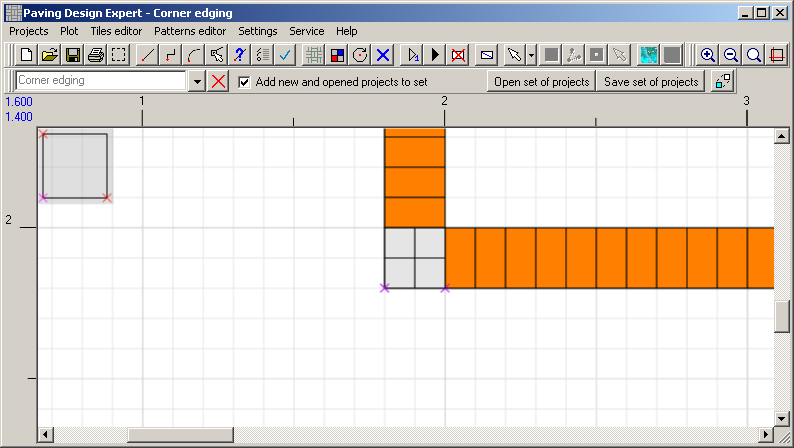 Paving Design Expert - Corner edging
Projects Plot Tiles editor Patterns editor Settings Service Help
Corner edging Add new and opened projects to set Open set of projects Save set of projects
1.600
1.400
1 2 3
2